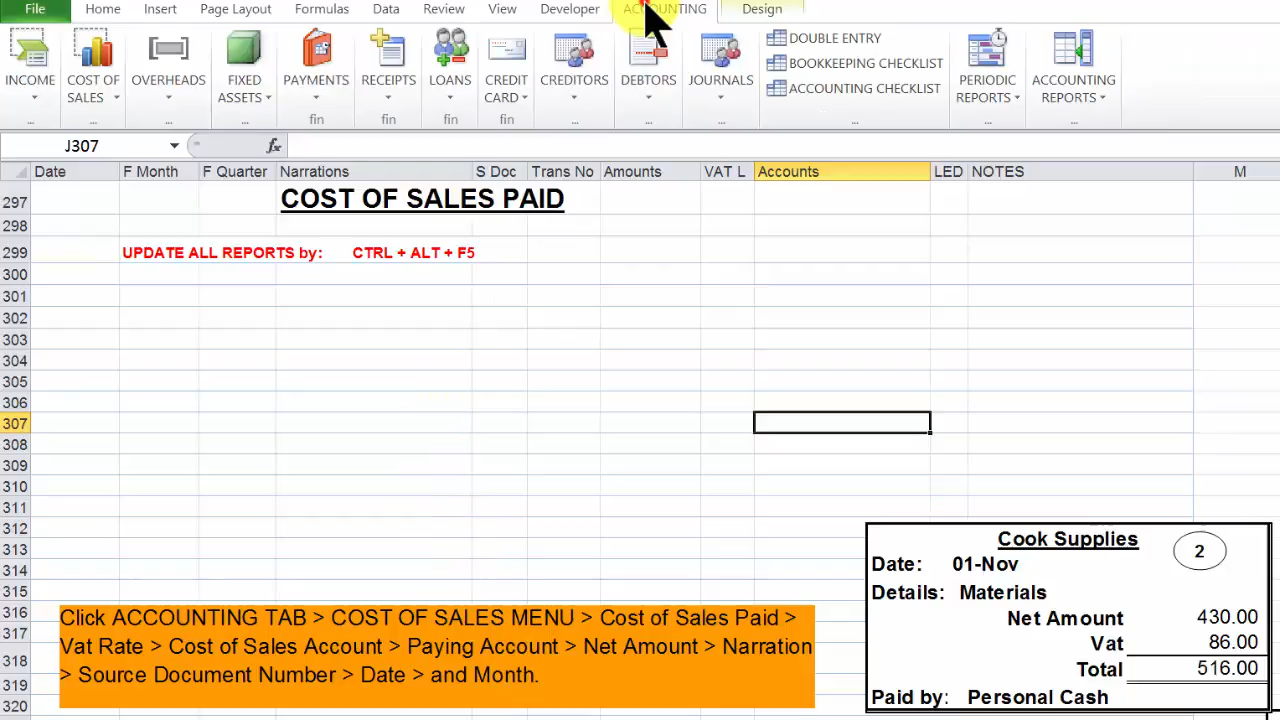 File Home Insert Page Layout Formulas Data Review View Developer ACCOUNTING Design
INCOME COST OF SALES OVERHEADS FIXED ASSETS PAYMENTS RECEIPTS LOANS CREDIT CARD CREDITORS DEBTORS JOURNALS
DOUBLE ENTRY
BOOKKEEPING CHECKLIST
ACCOUNTING CHECKLIST
PERIODIC REPORTS ACCOUNTING REPORTS
... ... ... ... fin fin fin fin ... ... ... ... ... ...
J307 fx
Date F Month F Quarter Narrations S Doc Trans No Amounts VAT L Accounts LED NOTES M
297 COST OF SALES PAID
298
299 UPDATE ALL REPORTS by: CTRL + ALT + F5
300
301
302
303
304
305
306
307
308
309
310
311
312
313
314
315
316
317
318
319
320
Click ACCOUNTING TAB > COST OF SALES MENU > Cost of Sales Paid >
Vat Rate > Cost of Sales Account > Paying Account > Net Amount > Narration
> Source Document Number > Date > and Month.
Cook Supplies 2
Date: 01-Nov
Details: Materials
Net Amount 430.00
Vat 86.00
Total 516.00
Paid by: Personal Cash